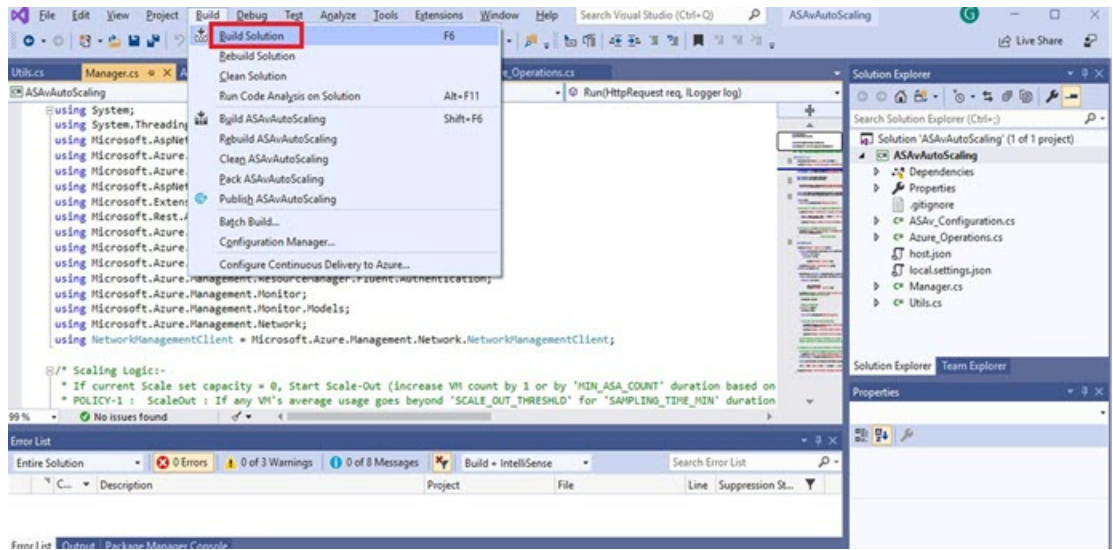 File Edit View Project Build Debug Test Analyze Tools Extensions Window Help Search Visual Studio (Ctrl+Q) ASAvAutoScaling G
Build Solution F6
Live Share
Rebuild Solution
Clean Solution
Run Code Analysis on Solution Alt+F11
Build ASAvAutoScaling Shift+F6
Rebuild ASAvAutoScaling
Clean ASAvAutoScaling
Pack ASAvAutoScaling
Publish ASAvAutoScaling
Batch Build...
Configuration Manager...
Configure Continuous Delivery to Azure...
Utils.cs Manager.cs A e_Operations.cs
ASAvAutoScaling Run(HttpRequest req, ILogger log)
using System;
using System.Threading
using Microsoft.AspNet
using Microsoft.Azure.
using Microsoft.Azure.
using Microsoft.AspNet
using Microsoft.Extens
using Microsoft.Rest.A
using Microsoft.Azure.
using Microsoft.Azure.
using Microsoft.Azure.
using Microsoft.Azure.Management.ResourceManager.Fluent.Authentication;
using Microsoft.Azure.Management.Monitor;
using Microsoft.Azure.Management.Monitor.Models;
using Microsoft.Azure.Management.Network;
using NetworkManagementClient = Microsoft.Azure.Management.Network.NetworkManagementClient;
/* Scaling Logic:-
* If current Scale set capacity = 0, Start Scale-Out (increase VM count by 1 or by 'MIN_ASA_COUNT' duration based on
* POLICY-1 : ScaleOut : If any VM's average usage goes beyond 'SCALE_OUT_THRESHLD' for 'SAMPLING_TIME_MIN' duration
99 % No issues found
Solution Explorer
Search Solution Explorer (Ctrl+;)
Solution 'ASAvAutoScaling' (1 of 1 project)
ASAvAutoScaling
Dependencies
Properties
.gitignore
C# ASAv_Configuration.cs
C# Azure_Operations.cs
host.json
local.settings.json
C# Manager.cs
C# Utils.cs
Solution Explorer Team Explorer
Properties
Error List
Entire Solution 0 Errors 0 of 3 Warnings 0 of 8 Messages Build + IntelliSense Search Error List
C... Description Project File Line Suppression St...
Error List Output Package Manager Console